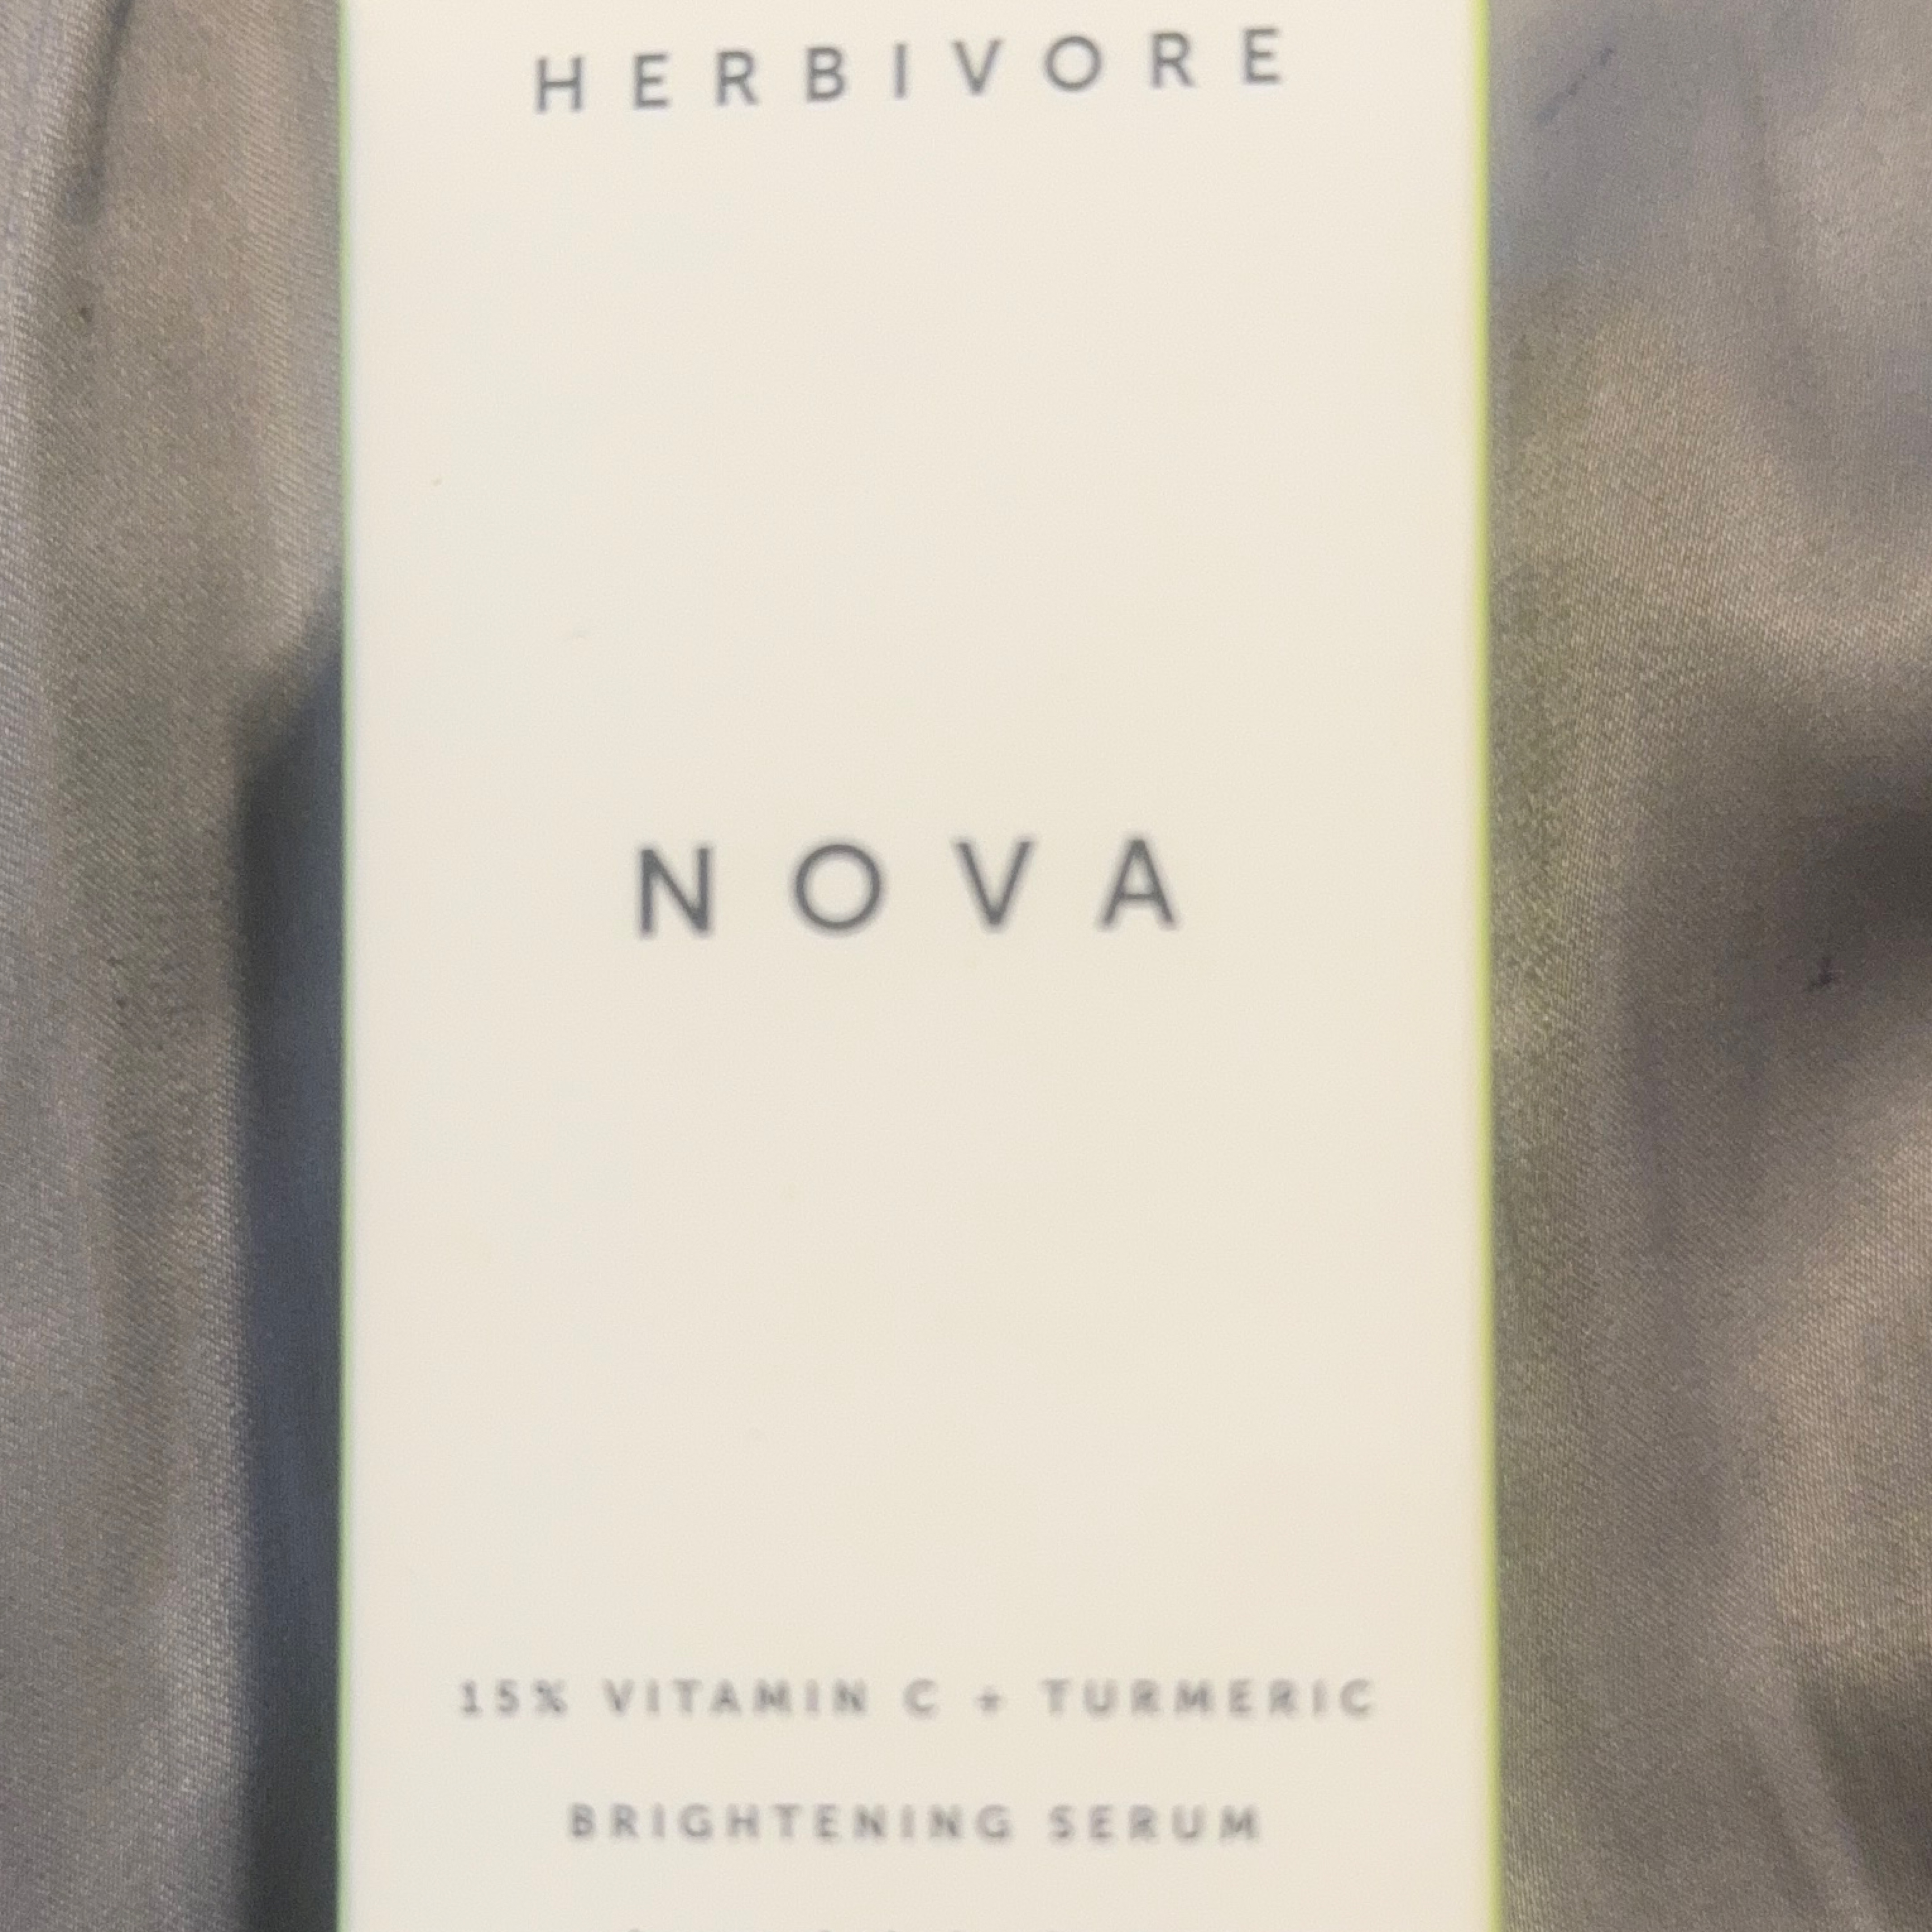 HERBIVORE
NOVA
15% VITAMIN C + TURMERIC
BRIGHTENING SERUM